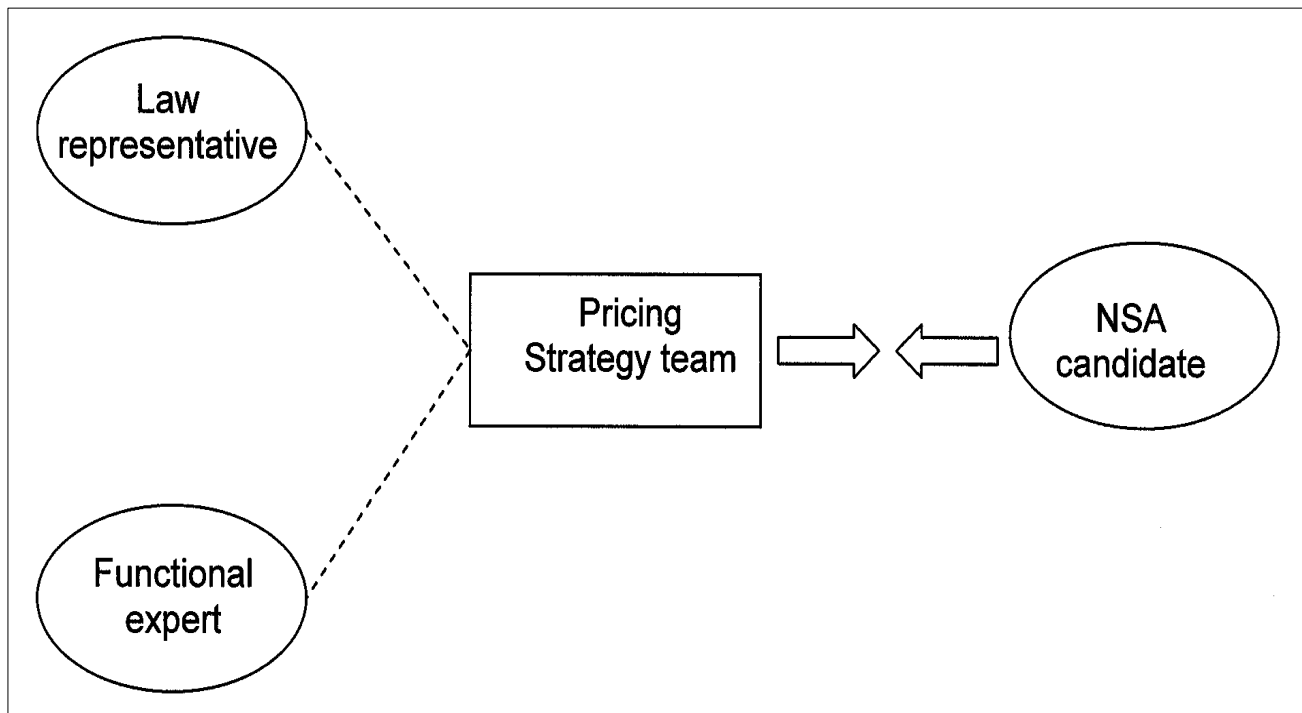 Law
representative
Pricing
Strategy team
NSA
candidate
Functional
expert